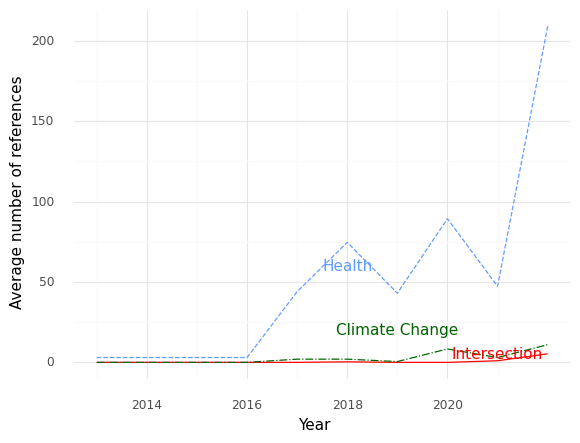 Average number of references
200
150
100
50
0
Health
Climate Change
Intersection
2014 2016 2018 2020
Year